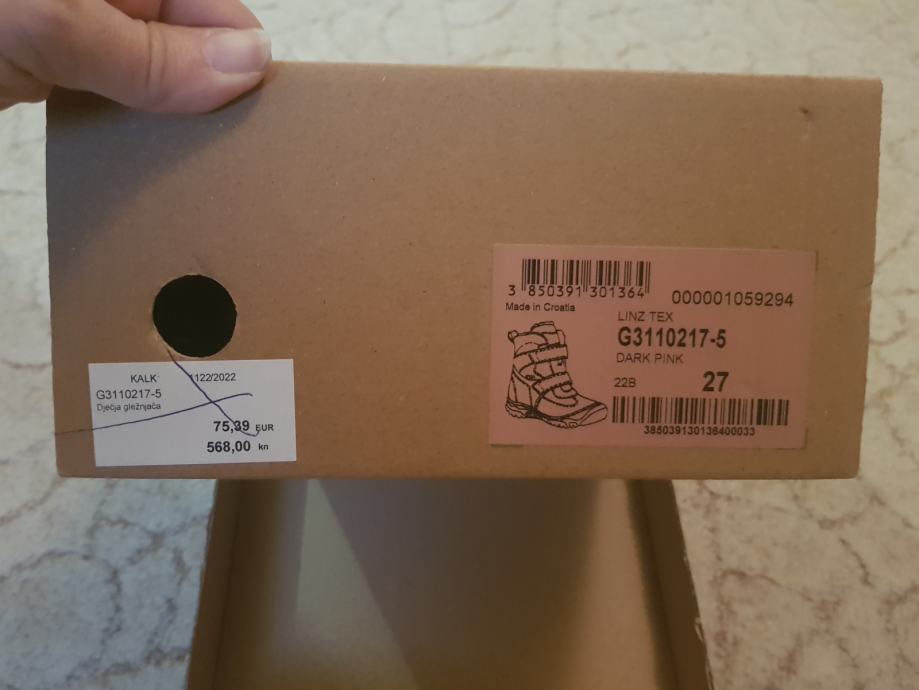 KALK 1122/2022
G3110217-5
Dječja gležnjača
75,39 EUR
568,00 kn
3 850391 301364
000001059294
Made in Croatia
LINZ TEX
G3110217-5
DARK PINK
22B 27
385039130136400033